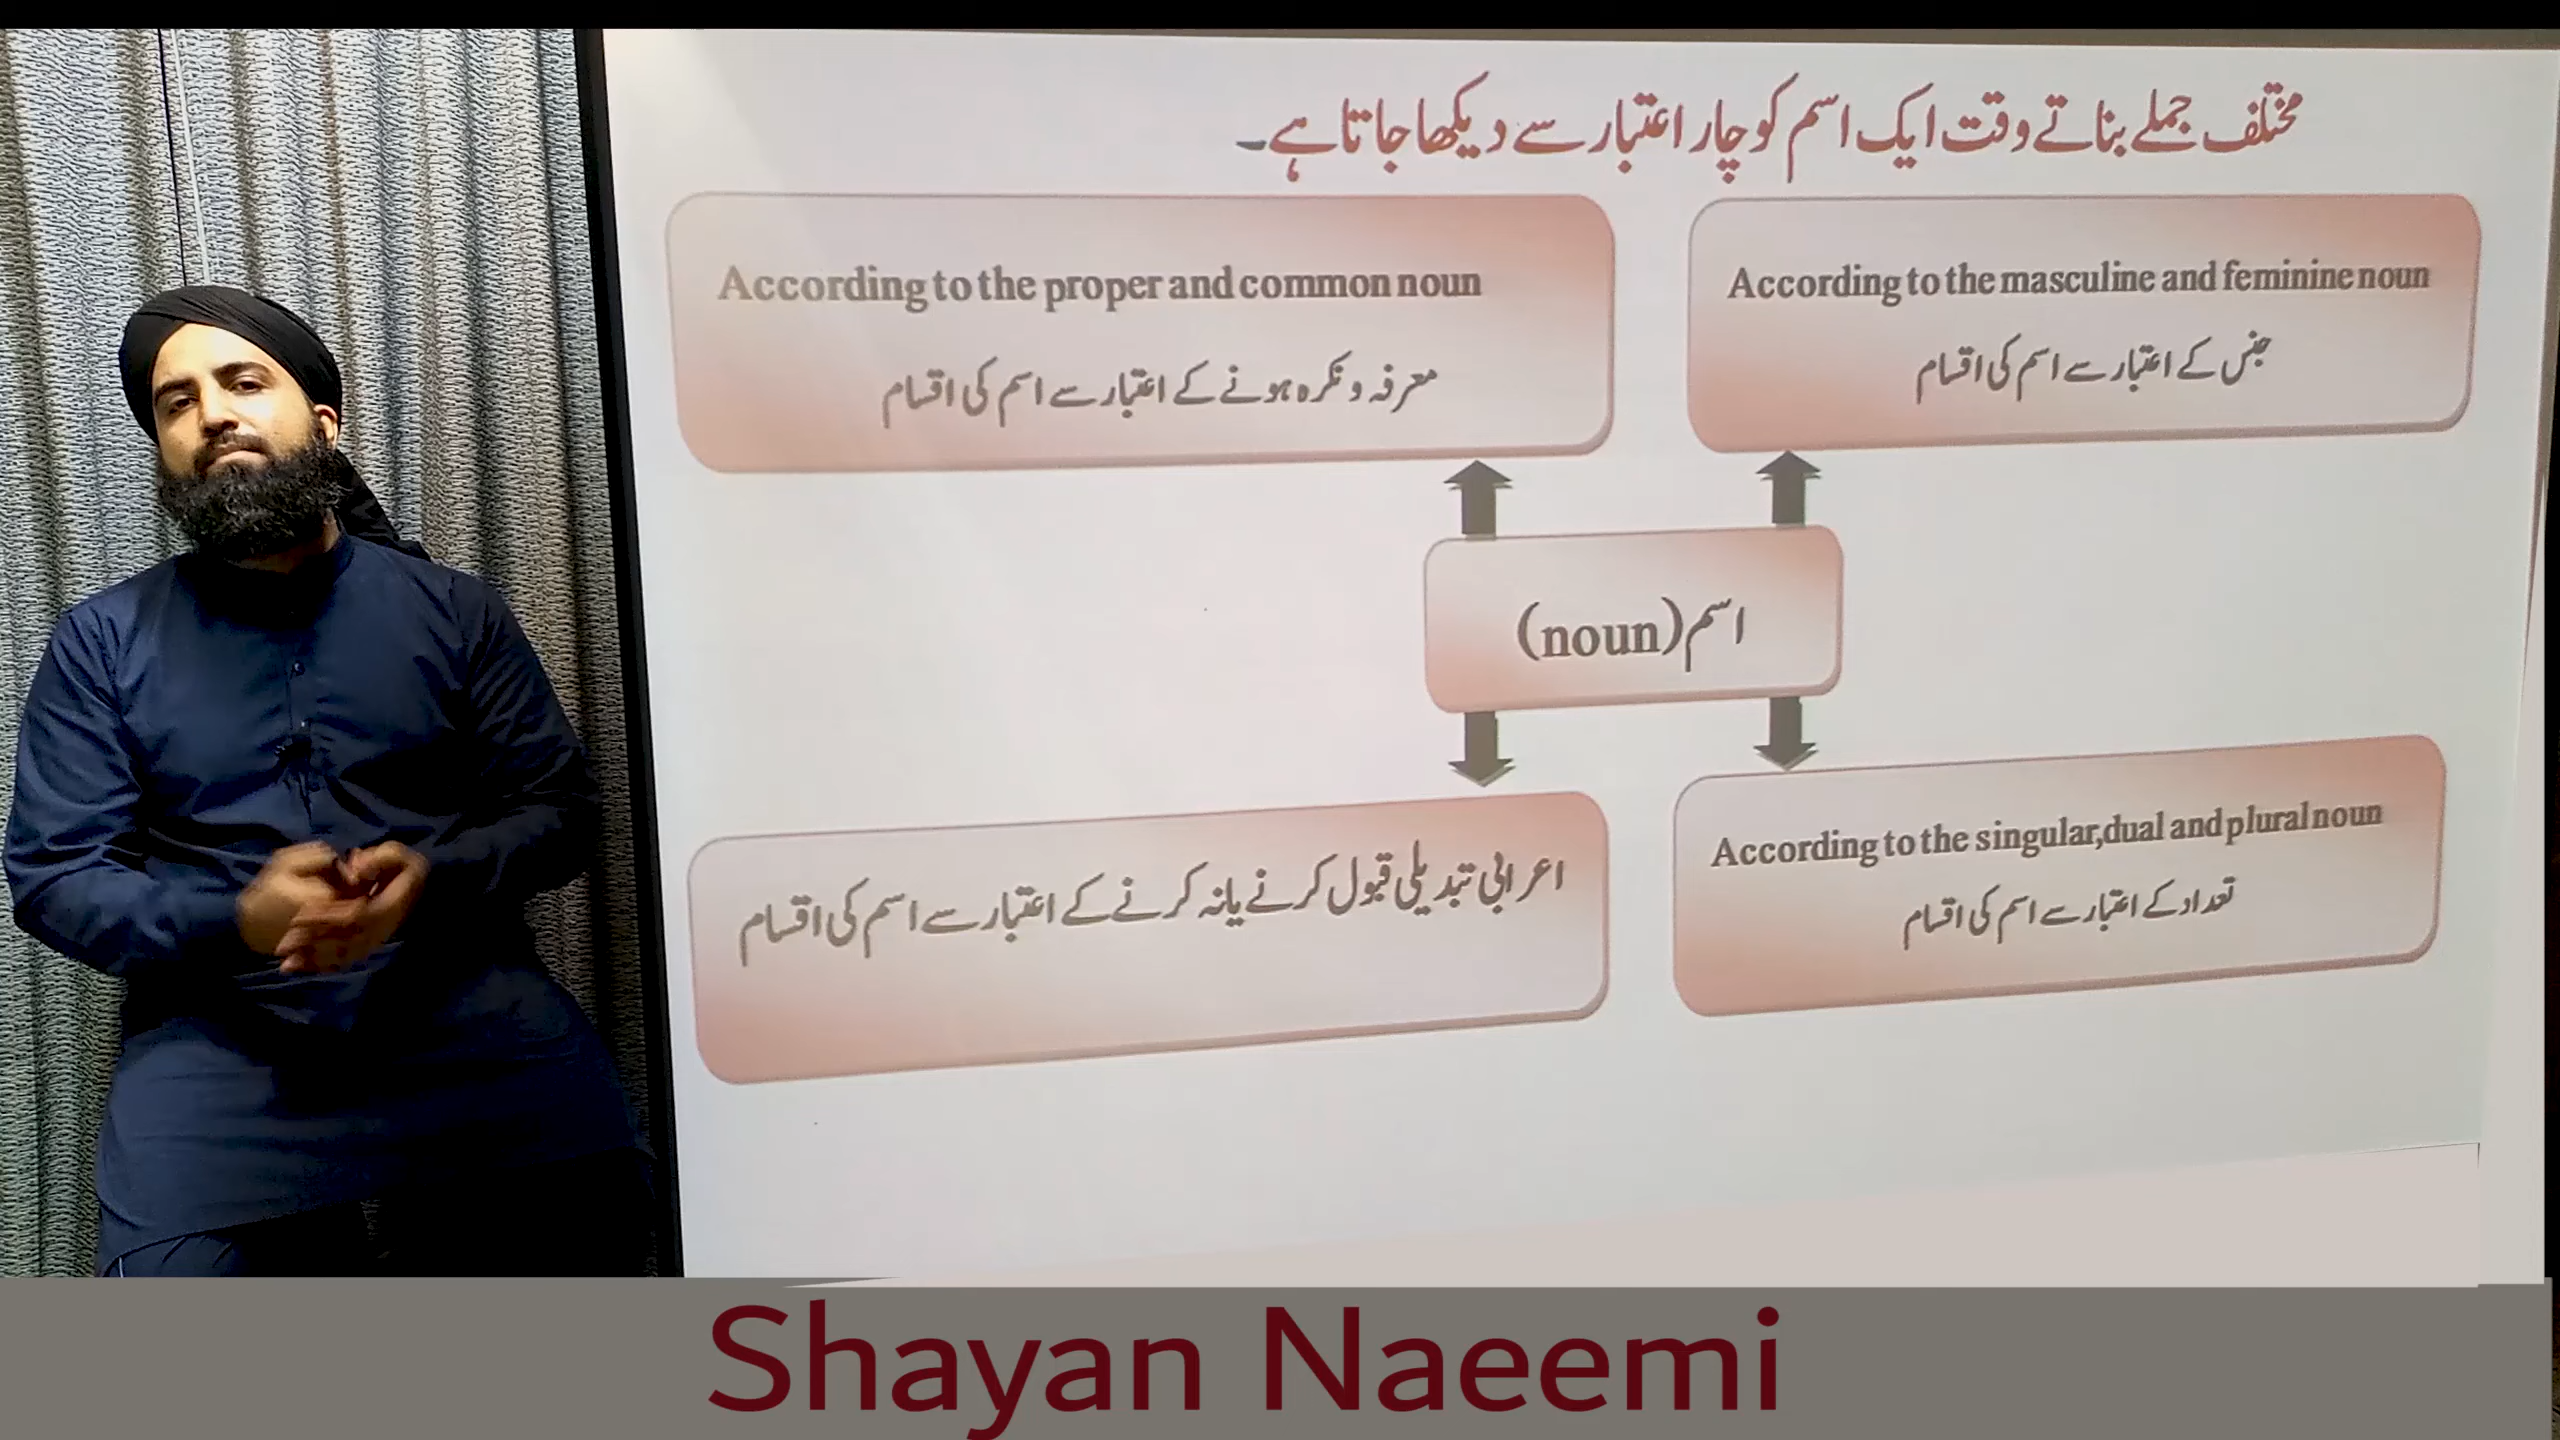 مختلف جملے بناتے وقت ایک اسم کو چار اعتبار سے دیکھا جاتا ہے۔
According to the masculine and feminine noun
جنس کے اعتبار سے اسم کی اقسام
According to the proper and common noun
معرفہ و نکرہ ہونے کے اعتبار سے اسم کی اقسام
اسم (noun)
According to the singular,dual and plural noun
تعداد کے اعتبار سے اسم کی اقسام
اعرابی تبدیلی قبول کرنے یا نہ کرنے کے اعتبار سے اسم کی اقسام
Shayan Naeemi